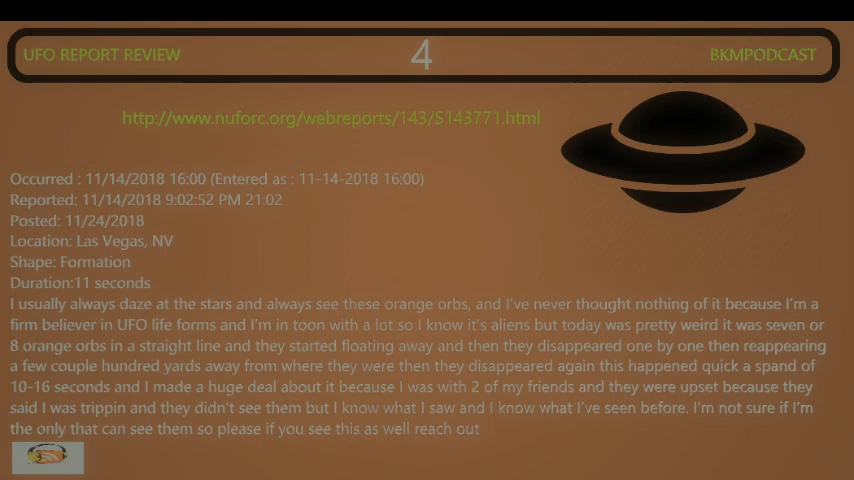 UFO REPORT REVIEW
4
BKMPODCAST
http://www.nuforc.org/webreports/143/S143771.html
Occurred : 11/14/2018 16:00 (Entered as : 11-14-2018 16:00)
Reported: 11/14/2018 9:02:52 PM 21:02
Posted: 11/24/2018
Location: Las Vegas, NV
Shape: Formation
Duration:11 seconds
I usually always daze at the stars and always see these orange orbs, and I've never thought nothing of it because I'm a
firm believer in UFO life forms and I'm in toon with a lot so I know it's aliens but today was pretty weird it was seven or
8 orange orbs in a straight line and they started floating away and then they disappeared one by one then reappearing
a few couple hundred yards away from where they were then they disappeared again this happened quick a spand of
10-16 seconds and I made a huge deal about it because I was with 2 of my friends and they were upset because they
said I was trippin and they didn't see them but I know what I saw and I know what I've seen before. I'm not sure if I'm
the only that can see them so please if you see this as well reach out